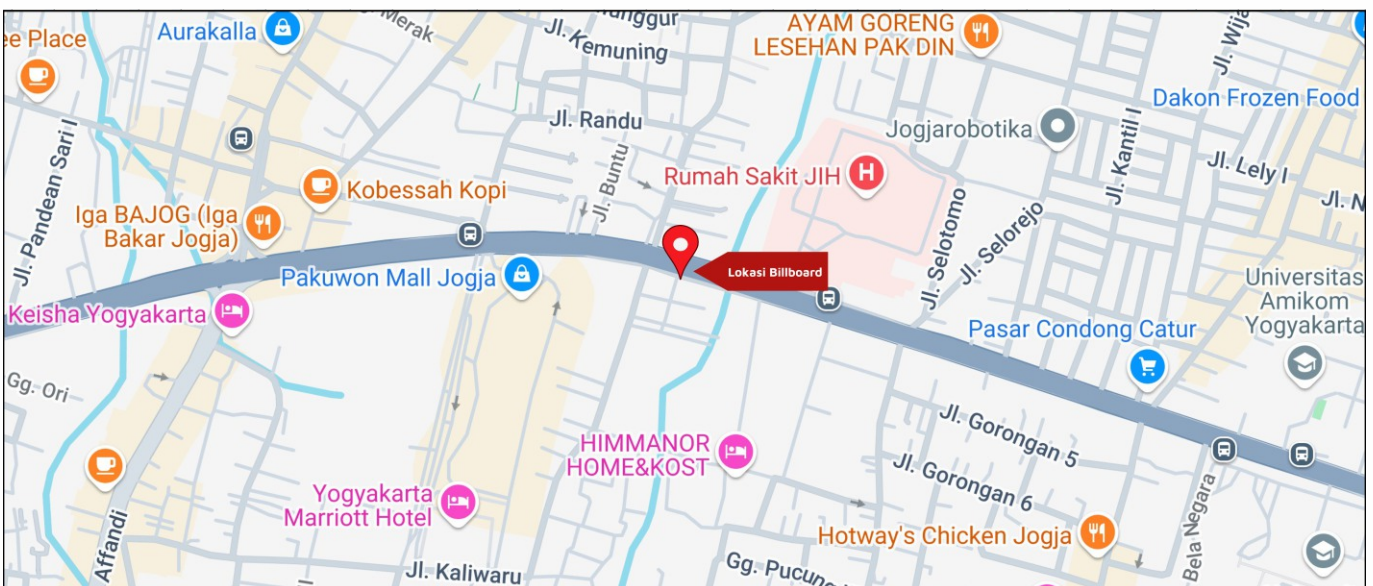 ee Place
Aurakalla
Merak
Jl. Kemuning
AYAM GORENG
LESEHAN PAK DIN
Jl. Wija
Dakon Frozen Food
Jl. Randu
Jogjarobotika
Jl. Kantil I
Jl. Lely I
Jl. N
Jl. Pandean Sari I
Kobessah Kopi
Jl. Buntu
Rumah Sakit JIH
Iga BAJOG (Iga
Bakar Jogja)
Jl. Selotomo
Jl. Selorejo
Pakuwon Mall Jogja
Lokasi Billboard
Universitas
Amikom
Yogyakarta
Keisha Yogyakarta
Pasar Condong Catur
Gg. Ori
Jl. Gorongan 5
HIMMANOR
HOME&KOST
Jl. Gorongan 6
Yogyakarta
Marriott Hotel
Hotway's Chicken Jogja
Bela Negara
Affandi
Jl. Kaliwaru
Gg. Pucung